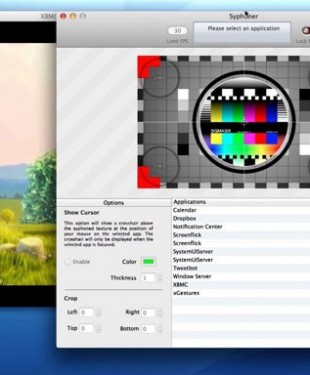 XBMC
Syphoner
30
Please select an application
Limit FPS
Lock
SIGMASIX
Options
Show Cursor
This option will show a crosshair above
the syphoned texture at the position
of your mouse on the selected app. The
crosshair will only be displayed when the
selected app is focused.
Enable
Color
Thickness
1
Crop
Left
0
Right
0
Top
0
Bottom
0
Applications
Calendar
Dropbox
Notification Center
Screenflick
Screenflick
SystemUIServer
SystemUIServer
Tweetbot
Window Server
XBMC
xGestures